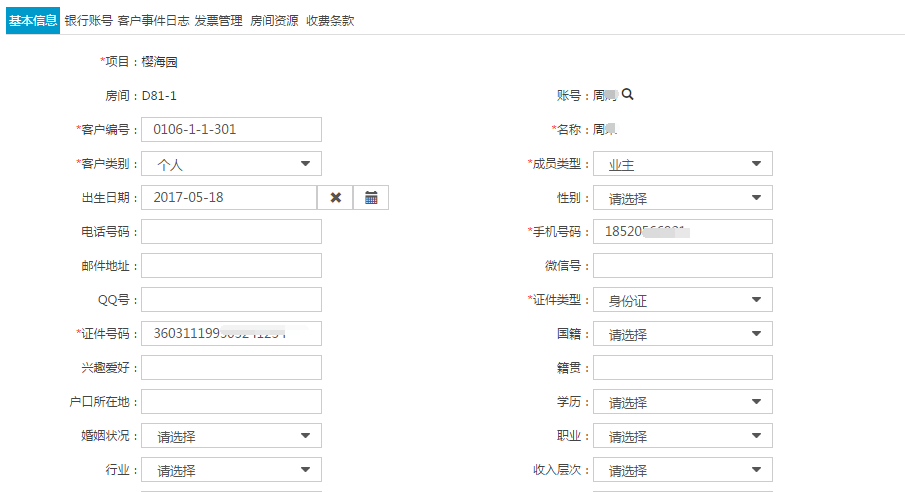 基本信息 银行账号 客户事件日志 发票管理 房间资源 收费条款
*项目：樱海园
房间：D81-1 账号：周
*客户编号：0106-1-1-301 *名称：周
*客户类别：个人 *成员类型：业主
出生日期：2017-05-18 性别：请选择
电话号码： *手机号码：18520
邮件地址： 微信号：
QQ号： *证件类型：身份证
*证件号码：360311199 国籍：请选择
兴趣爱好： 籍贯：
户口所在地： 学历：请选择
婚姻状况：请选择 职业：请选择
行业：请选择 收入层次：请选择